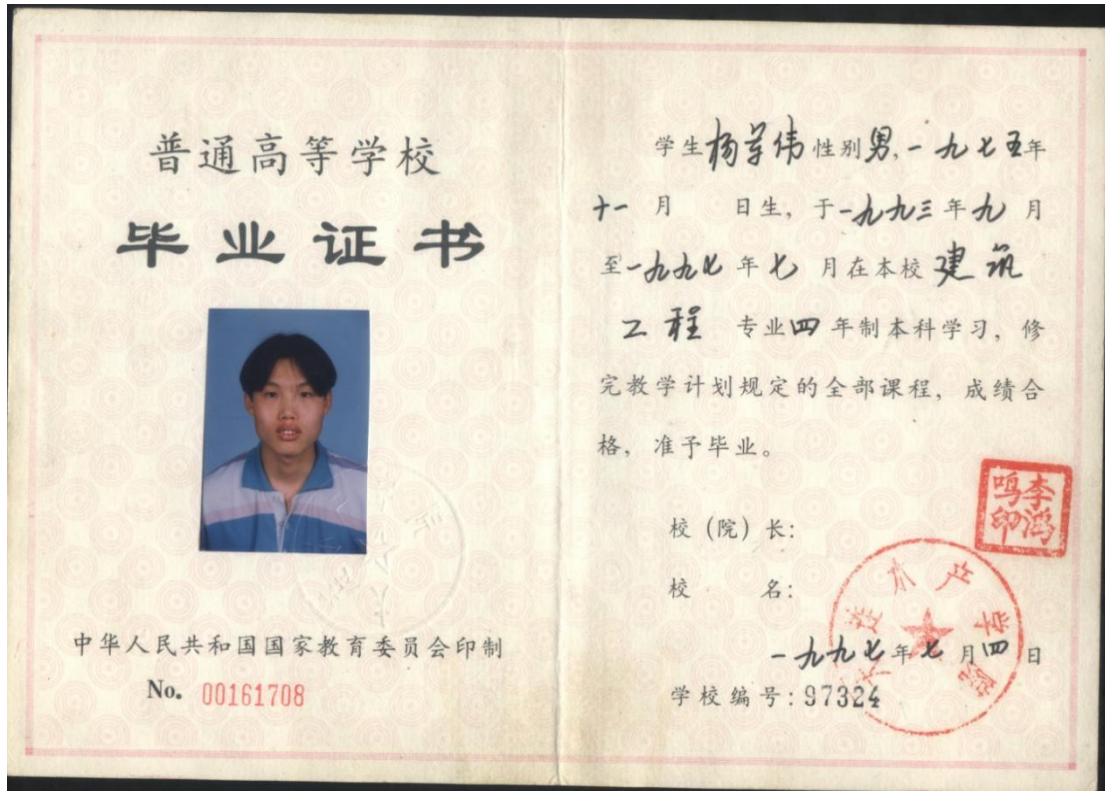 普通高等学校
毕业证书
中华人民共和国国家教育委员会印制
No. 00161708
学生杨军伟性别男,一九七五年
十一月 日生，于一九九三年九月
至一九九七年七月在本校建筑
工程 专业四年制本科学习，修
完教学计划规定的全部课程，成绩合
格，准予毕业。
校（院）长：
李鸿鸣印
校 名：
大连水产学院
一九九七年七月四日
学校编号：97324